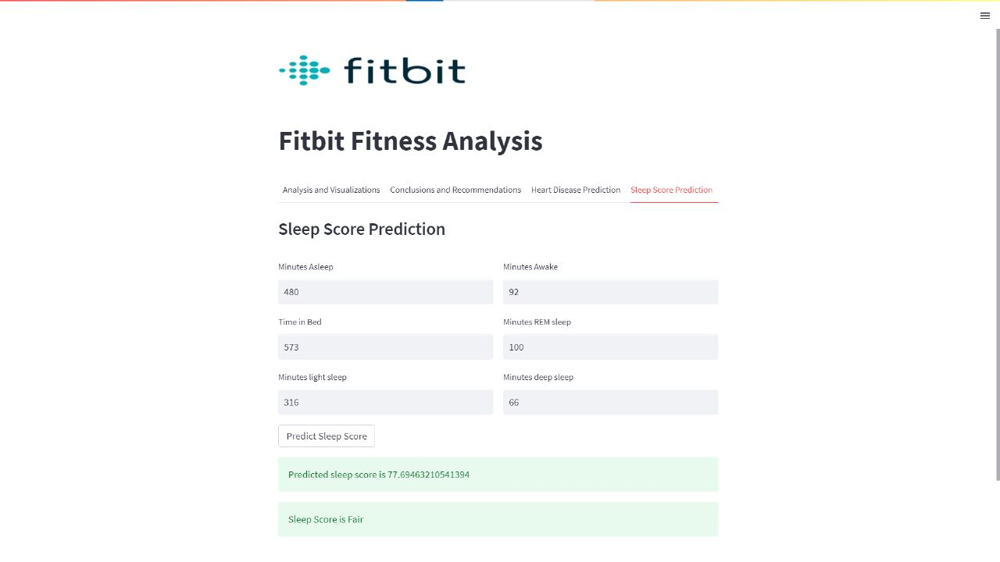 fitbit
Fitbit Fitness Analysis
Analysis and Visualizations Conclusions and Recommendations Heart Disease Prediction Sleep Score Prediction
Sleep Score Prediction
Minutes Asleep Minutes Awake
480 92
Time in Bed Minutes REM sleep
573 100
Minutes light sleep Minutes deep sleep
316 66
Predict Sleep Score
Predicted sleep score is 77.69463210541394
Sleep Score is Fair